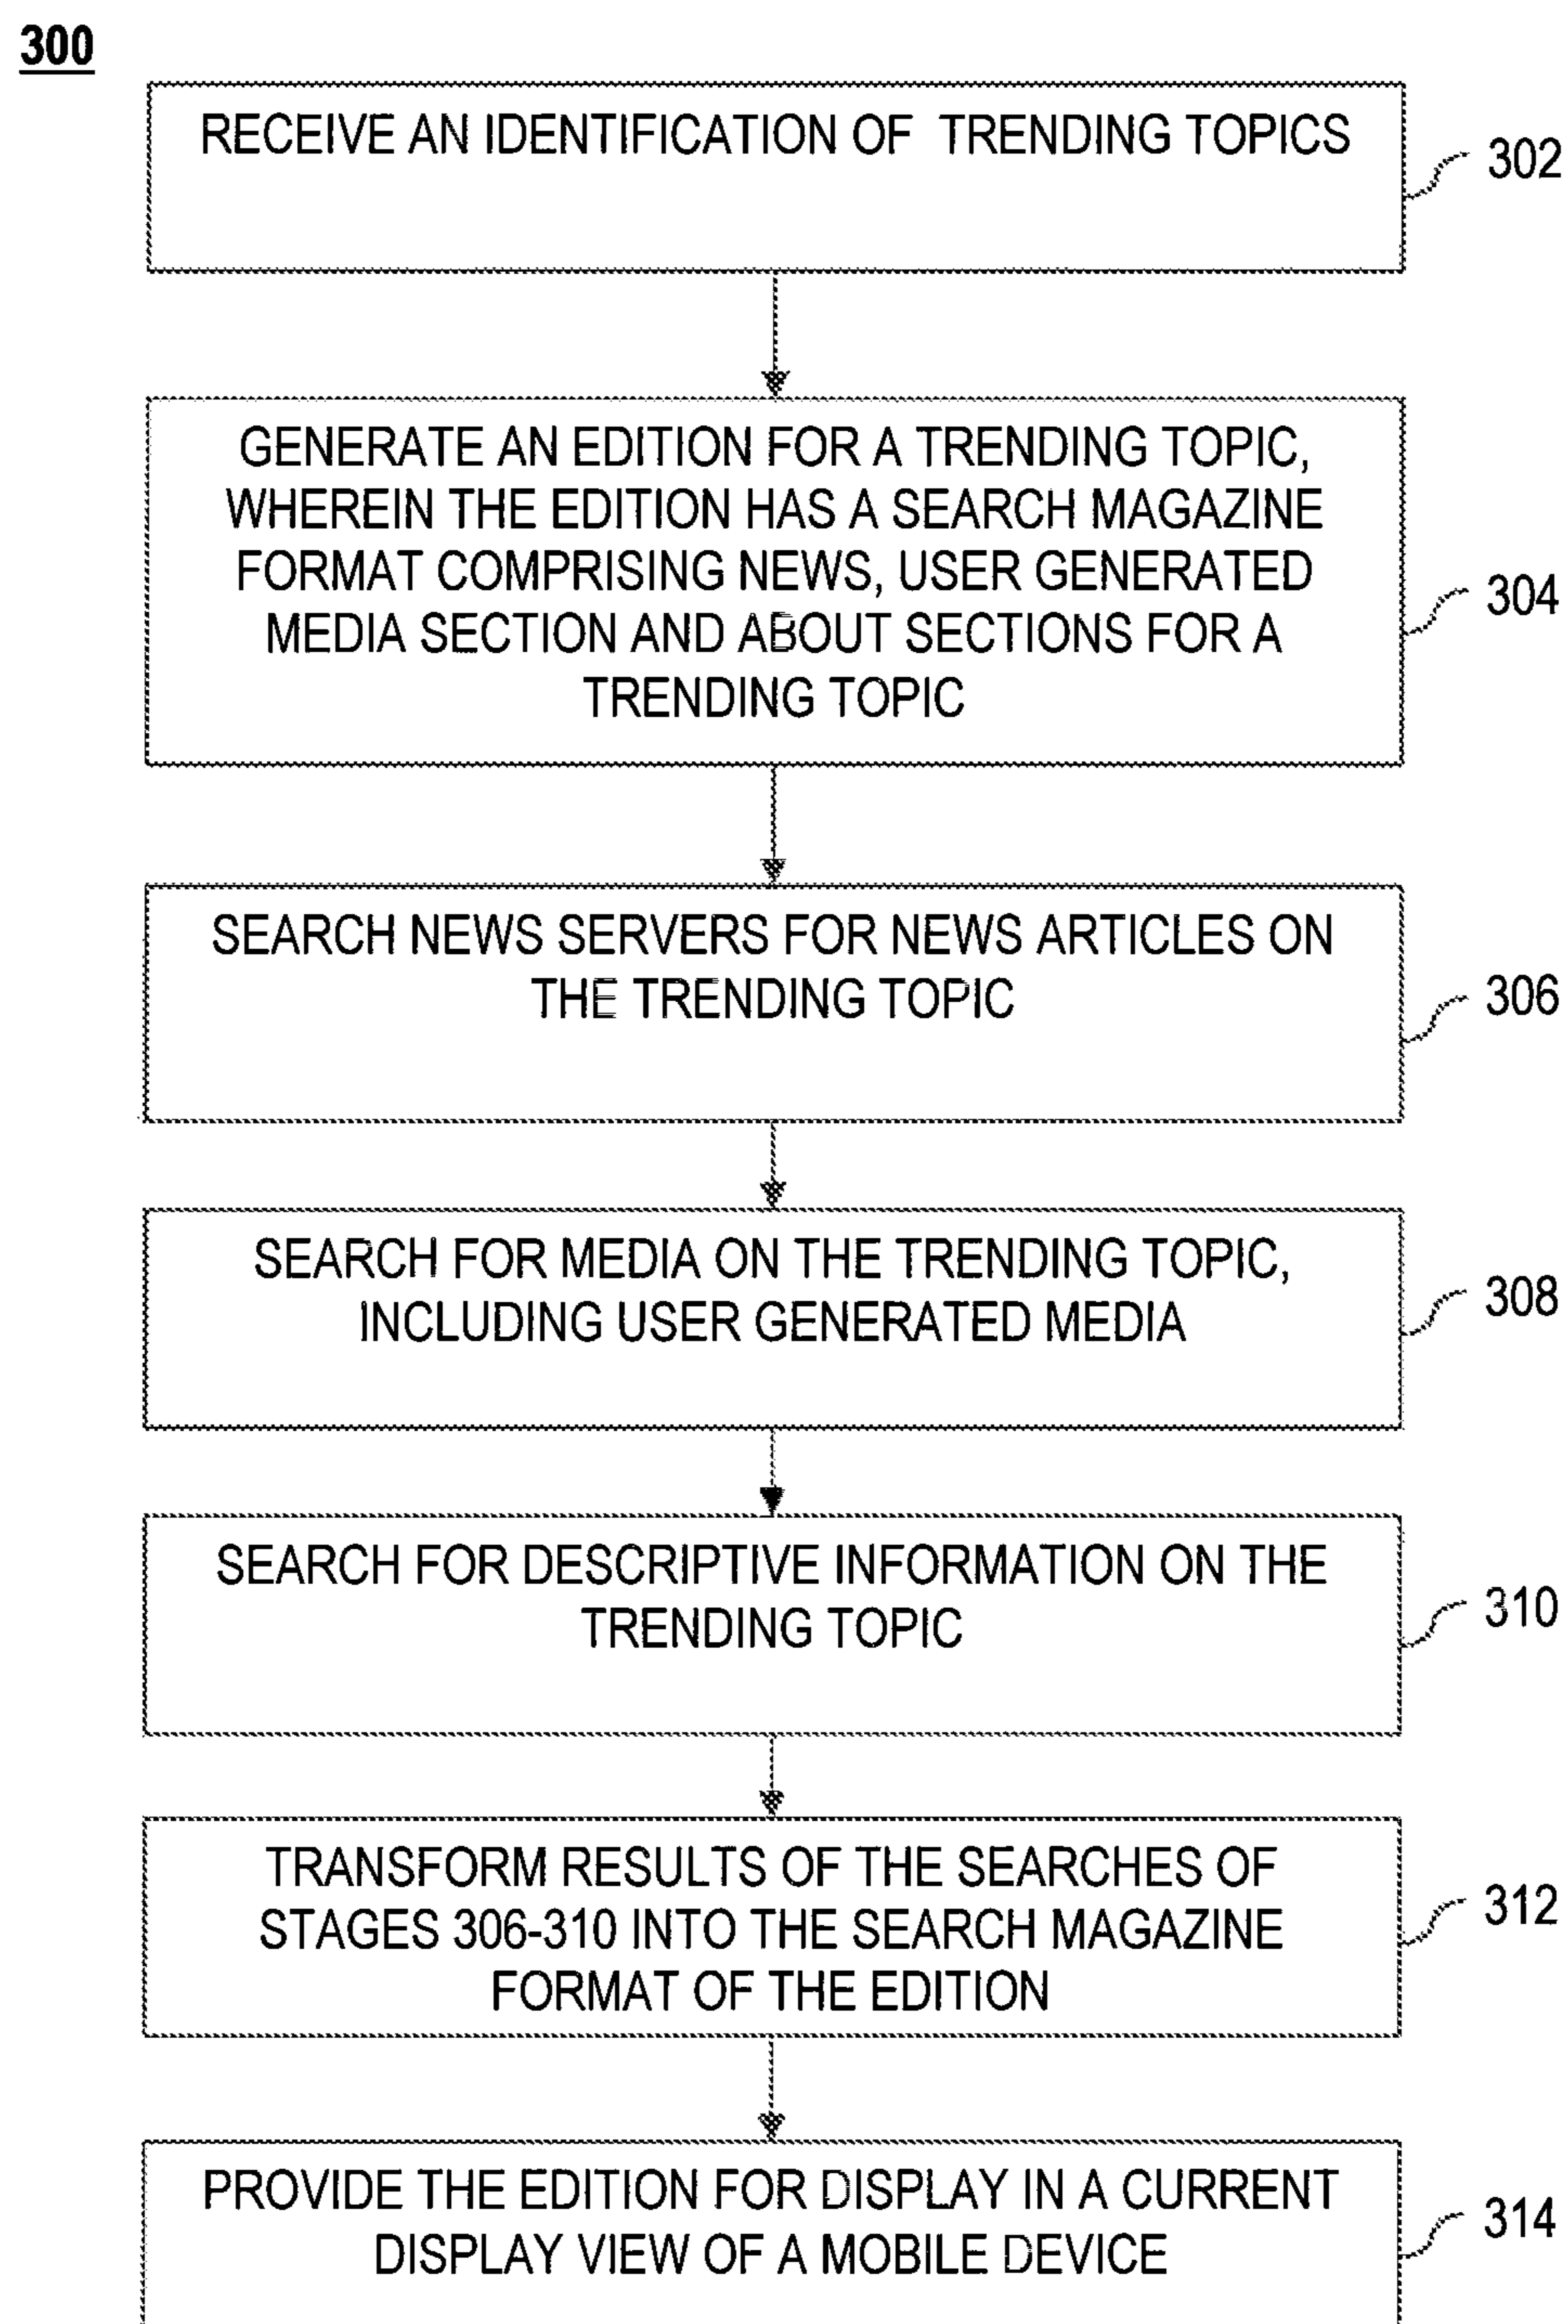 300
RECEIVE AN IDENTIFICATION OF TRENDING TOPICS
302
GENERATE AN EDITION FOR A TRENDING TOPIC,
WHEREIN THE EDITION HAS A SEARCH MAGAZINE
FORMAT COMPRISING NEWS, USER GENERATED
MEDIA SECTION AND ABOUT SECTIONS FOR A
TRENDING TOPIC
304
SEARCH NEWS SERVERS FOR NEWS ARTICLES ON
THE TRENDING TOPIC
306
SEARCH FOR MEDIA ON THE TRENDING TOPIC,
INCLUDING USER GENERATED MEDIA
308
SEARCH FOR DESCRIPTIVE INFORMATION ON THE
TRENDING TOPIC
310
TRANSFORM RESULTS OF THE SEARCHES OF
STAGES 306-310 INTO THE SEARCH MAGAZINE
FORMAT OF THE EDITION
312
PROVIDE THE EDITION FOR DISPLAY IN A CURRENT
DISPLAY VIEW OF A MOBILE DEVICE
314